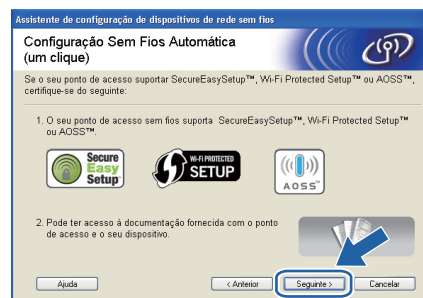 Assistente de configuração de dispositivos de rede sem fios
Configuração Sem Fios Automática
(um clique)
Se o seu ponto de acesso suportar SecureEasySetup™, Wi-Fi Protected Setup™ ou AOSS™,
certifique-se do seguinte:
1. O seu ponto de acesso sem fios suporta SecureEasySetup™, Wi-Fi Protected Setup™
ou AOSS™.
Secure
Easy
Setup
WI-FI PROTECTED
SETUP
AOSS™
2. Pode ter acesso à documentação fornecida com o ponto
de acesso e o seu dispositivo.
Ajuda
< Anterior
Seguinte >
Cancelar